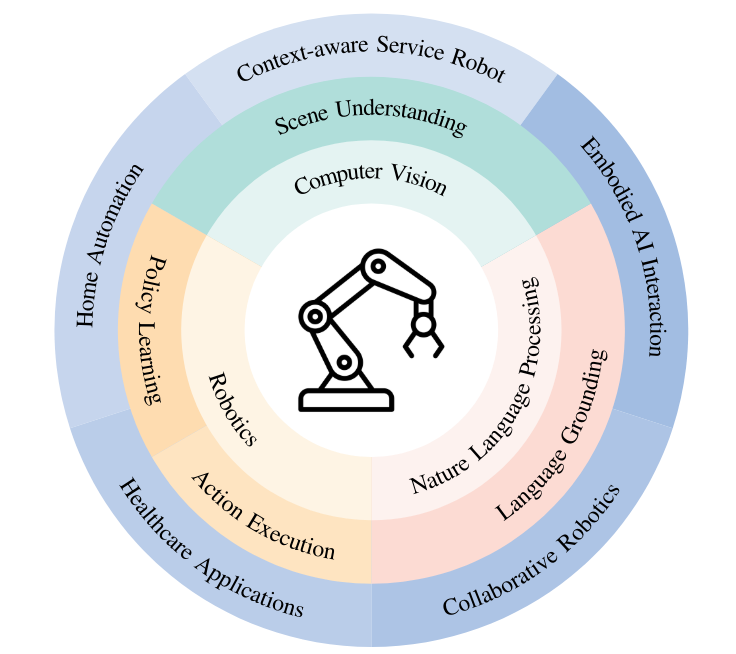 Context-aware Service Robot
Scene Understanding
Computer Vision
Embodied AI Interaction
Home Automation
Policy Learning
Nature Language Processing
Language Grounding
Robotics
Action Execution
Healthcare Applications
Collaborative Robotics